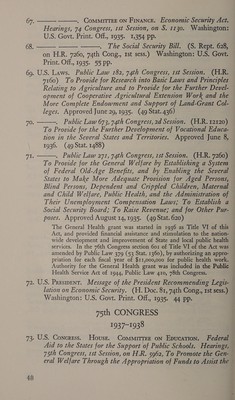 67. ————. COMMITTEE ON FINANCE. Economic Security Act.
Hearings, 74 Congress, 1st Session, on S. 1130. Washington:
U.S. Govt. Print. Off., 1935. 1,354 pp.
68. ————. The Social Security Bill. (S. Rept. 628,
on H.R. 7260, 74th Cong., 1st sess.) Washington: U.S. Govt.
Print. Off., 1935. 55 pp.
69. U.S. LAWS. Public Law 182, 74th Congress, 1st Session. (H.R.
7160) To Provide for Research into Basic Laws and Principles
Relating to Agriculture and to Provide for the Further Devel-
opment of Cooperative Agricultural Extension Work and the
More Complete Endowment and Support of Land-Grant Col-
leges. Approved June 29, 1935. (49 Stat. 436)
70. ————. Public Law 673, 74th Congress, 2d Session. (H.R. 12120)
To Provide for the Further Development of Vocational Educa-
tion in the Several States and Territories. Approved June 8,
1936. (49 Stat. 1488)
71. ————. Public Law 271, 74th Congress, 1st Session. (H.R. 7260)
To Provide for the General Welfare by Establishing a System
of Federal Old-Age Benefits, and by Enabling the Several
States to Make More Adequate Provision for Aged Persons,
Blind Persons, Dependent and Crippled Children, Maternal
and Child Welfare, Public Health, and the Administration of
Their Unemployment Compensation Laws; To Establish a
Social Security Board; To Raise Revenue; and for Other Pur-
poses. Approved August 14, 1935. (49 Stat. 620)
The General Health grant was started in 1936 as Title VI of this
Act, and provided financial assistance and stimulation to the nation-
wide development and improvement of State and local public health
services. In the 76th Congress section 601 of Title VI of the Act was
amended by Public Law 379 (53 Stat. 1360), by authorizing an appro-
priation for each fiscal year of $11,000,000 for public health work.
Authority for the General Health grant was included in the Public
Health Service Act of 1944, Public Law 410, 78th Congress.
72. U.S. PRESIDENT. Message of the President Recommending Legis-
lation on Economic Security. (H. Doc. 81, 74th Cong., 1st sess.)
Washington: U.S. Govt. Print. Off., 1935. 44 pp.
75th CONGRESS
1937–1938
73. U.S. CONGRESS. HOUSE. COMMITTEE ON EDUCATION. Federal
Aid to the States for the Support of Public Schools. Hearings,
75th Congress, 1st Session, on H.R. 5962, To Promote the Gen-
eral Welfare Through the Appropriation of Funds to Assist the
48